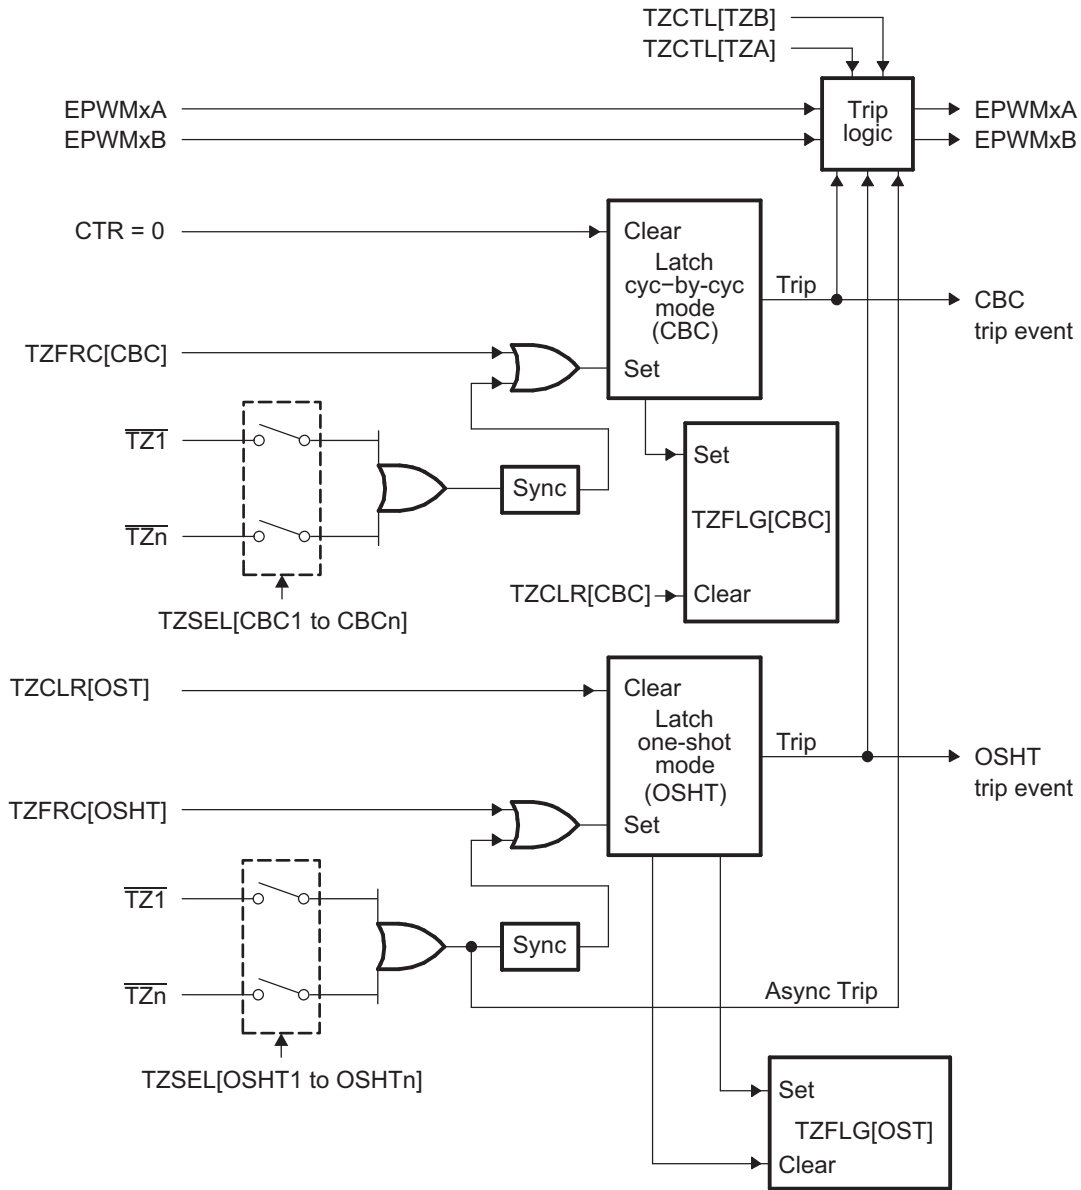 TZCTL[TZB]
TZCTL[TZA]
EPWMxA
EPWMxB
Trip
logic
EPWMxA
EPWMxB
CTR = 0
Clear
Latch
cyc−by-cyc
mode
(CBC)
Set
Trip
CBC
trip event
TZFRC[CBC]
TZ1
TZn
Sync
TZSEL[CBC1 to CBCn]
Set
TZFLG[CBC]
TZCLR[CBC]
Clear
TZCLR[OST]
Clear
Latch
one-shot
mode
(OSHT)
Set
Trip
OSHT
trip event
TZFRC[OSHT]
TZ1
TZn
Sync
Async Trip
TZSEL[OSHT1 to OSHTn]
Set
TZFLG[OST]
Clear